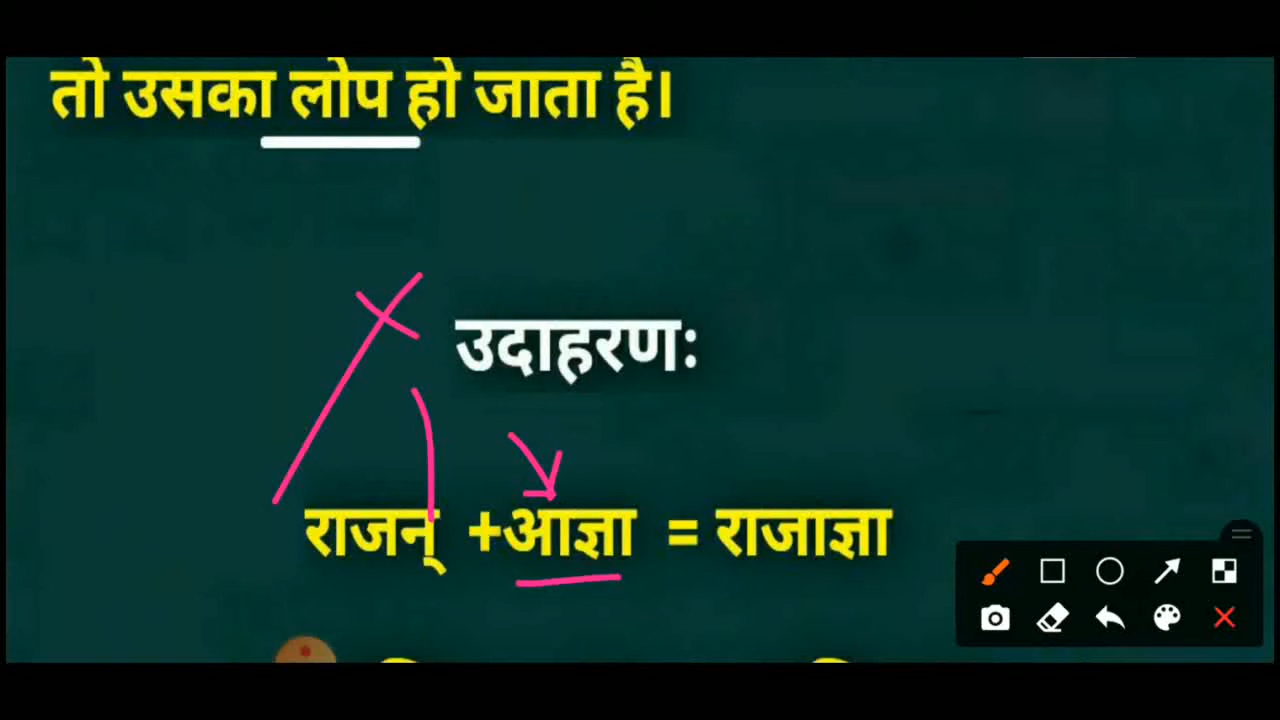 तो उसका लोप हो जाता है।
उदाहरणः
राजन् +आज्ञा = राजाज्ञा